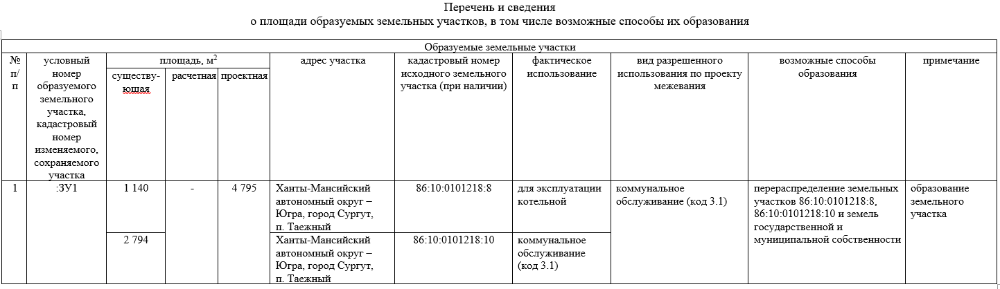 Перечень и сведения
о площади образуемых земельных участков, в том числе возможные способы их образования
Образуемые земельные участки
№
п/
п
условный
номер
образуемого
земельного
участка,
кадастровый
номер
изменяемого,
сохраняемого
участка
площадь, м2
существу-
ющая
расчетная
проектная
адрес участка
кадастровый номер
исходного земельного
участка (при наличии)
фактическое
использование
вид разрешенного
использования по проекту
межевания
возможные способы
образования
примечание
1
:ЗУ1
1 140
-
4 795
Ханты-Мансийский
автономный округ –
Югра, город Сургут,
п. Таежный
86:10:0101218:8
для эксплуатации
котельной
коммунальное
обслуживание (код 3.1)
перераспределение земельных
участков 86:10:0101218:8,
86:10:0101218:10 и земель
государственной и
муниципальной собственности
образование
земельного
участка
2 794
Ханты-Мансийский
автономный округ –
Югра, город Сургут,
п. Таежный
86:10:0101218:10
коммунальное
обслуживание
(код 3.1)